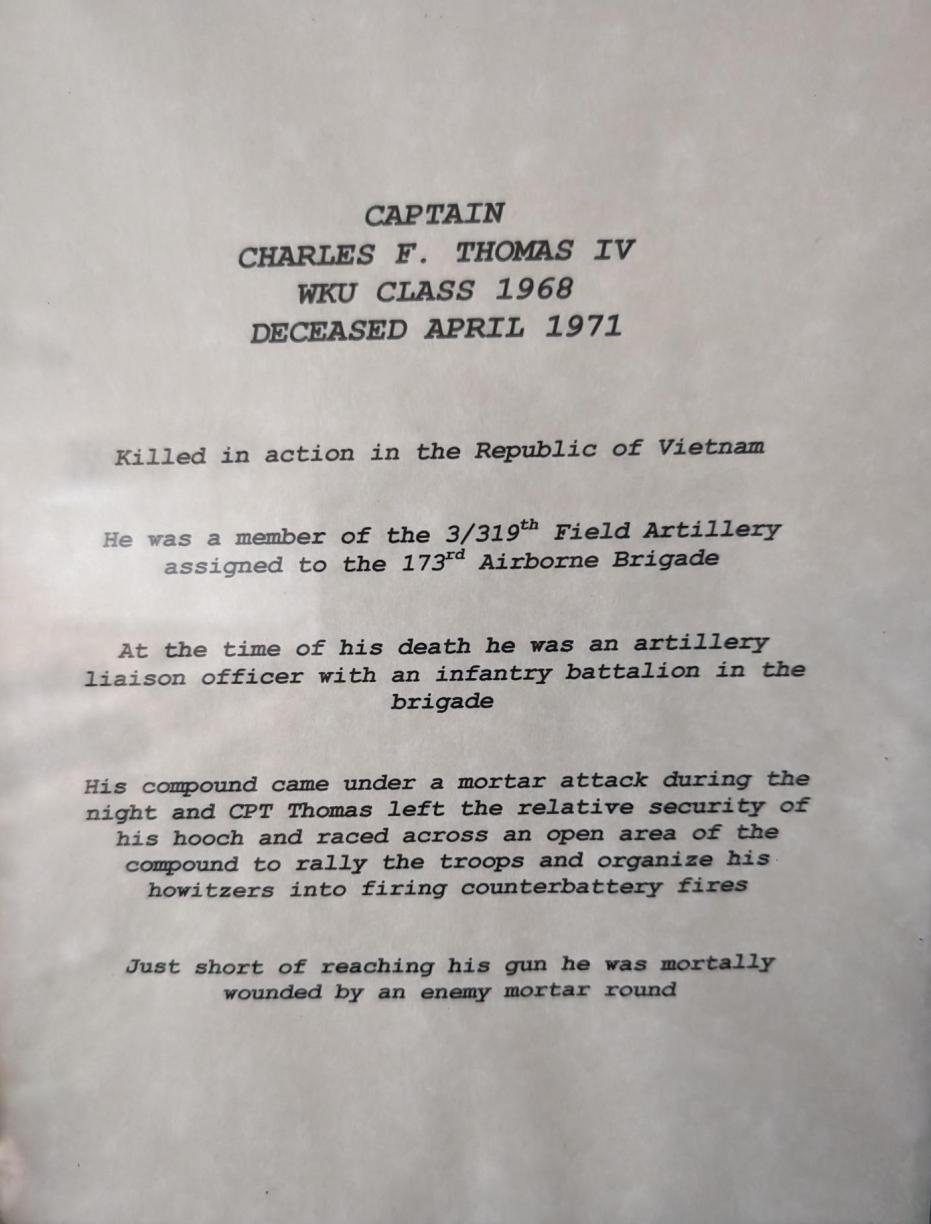 CAPTAIN
CHARLES F. THOMAS IV
WKU CLASS 1968
DECEASED APRIL 1971
Killed in action in the Republic of Vietnam
He was a member of the 3/319th Field Artillery
assigned to the 173rd Airborne Brigade
At the time of his death he was an artillery
liaison officer with an infantry battalion in the
brigade
His compound came under a mortar attack during the
night and CPT Thomas left the relative security of
his hooch and raced across an open area of the
compound to rally the troops and organize his
howitzers into firing counterbattery fires
Just short of reaching his gun he was mortally
wounded by an enemy mortar round